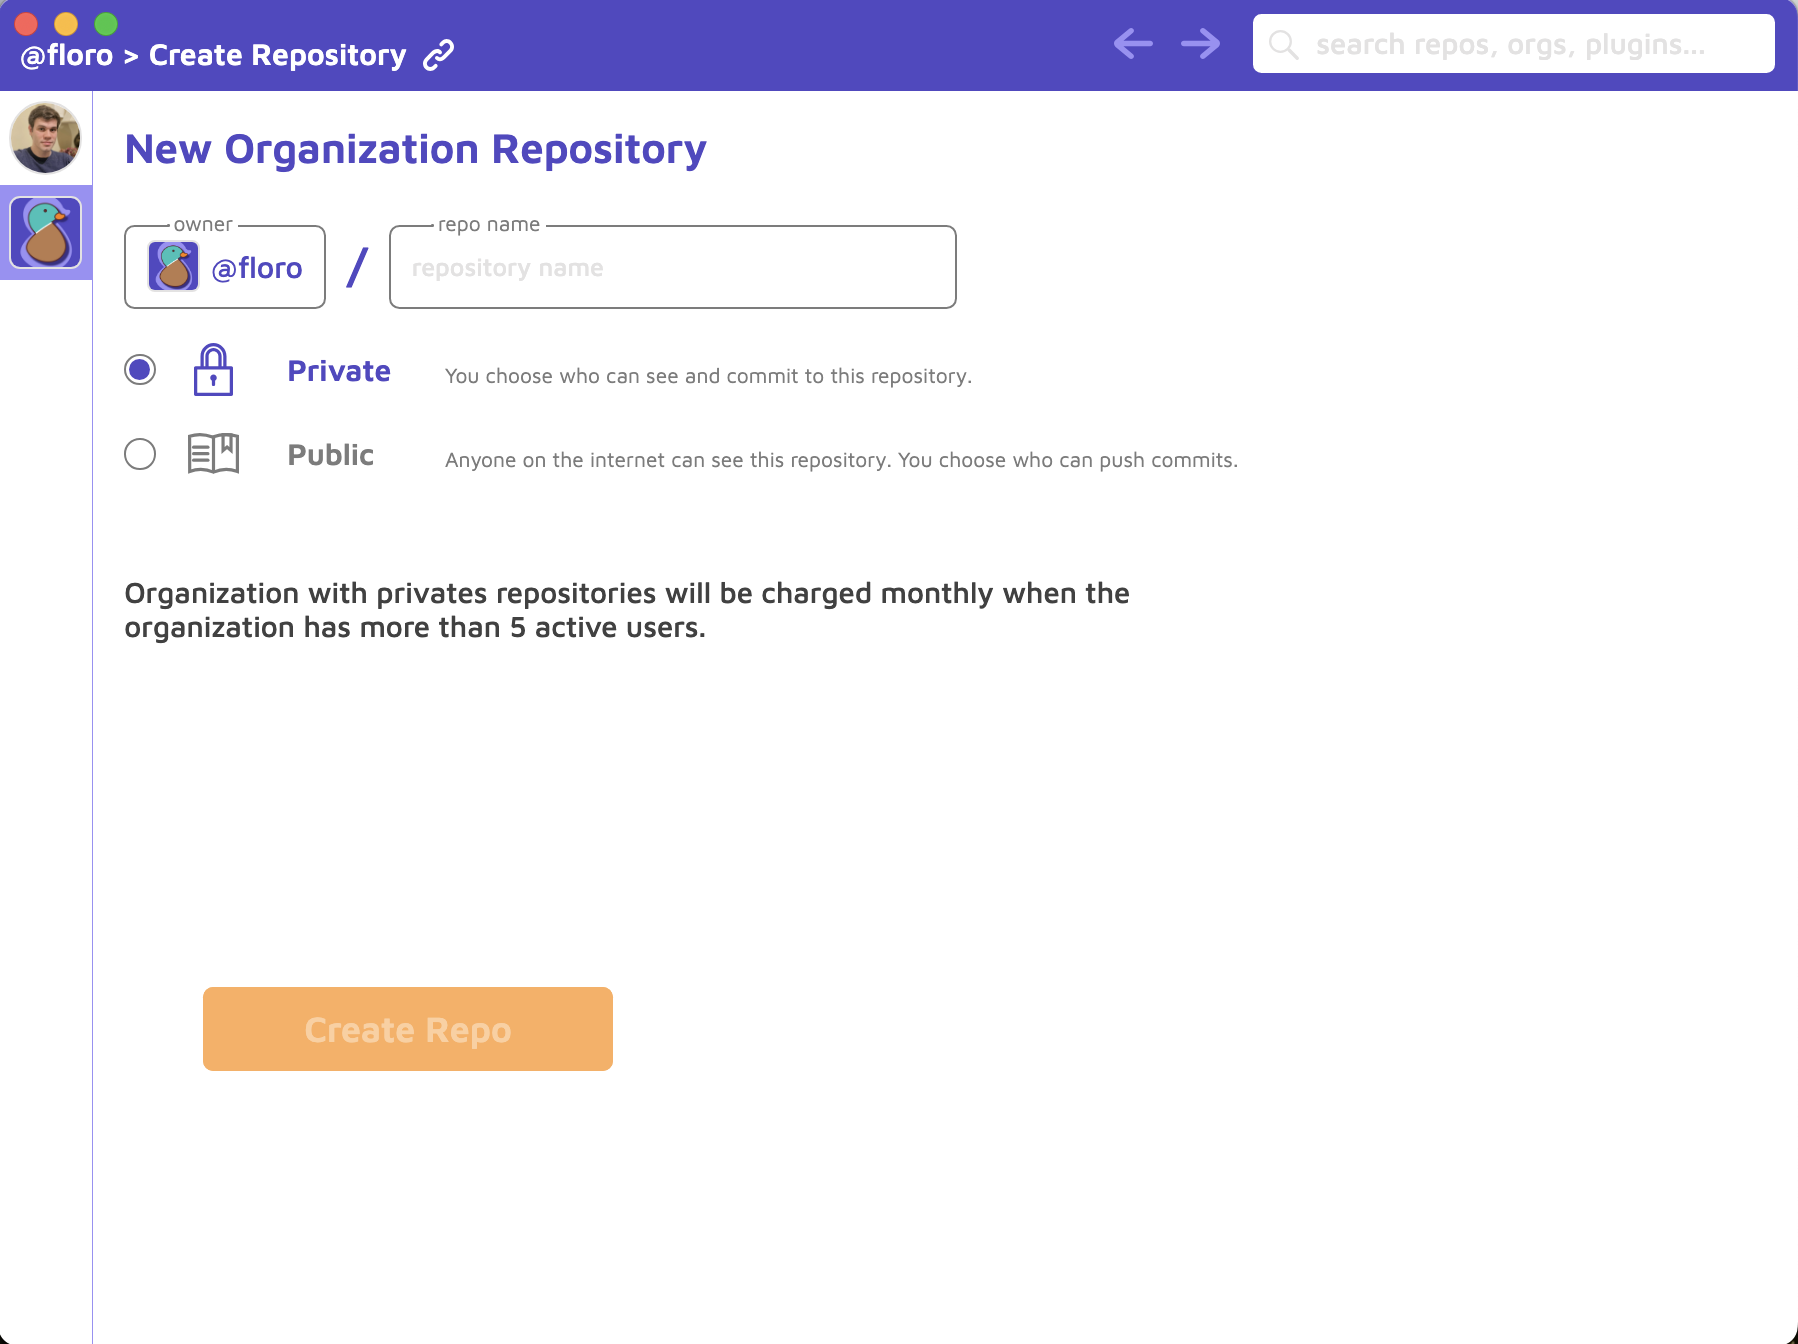 @floro > Create Repository
search repos, orgs, plugins...
New Organization Repository
owner
@floro
/
repo name
repository name
Private
You choose who can see and commit to this repository.
Public
Anyone on the internet can see this repository. You choose who can push commits.
Organization with privates repositories will be charged monthly when the
organization has more than 5 active users.
Create Repo